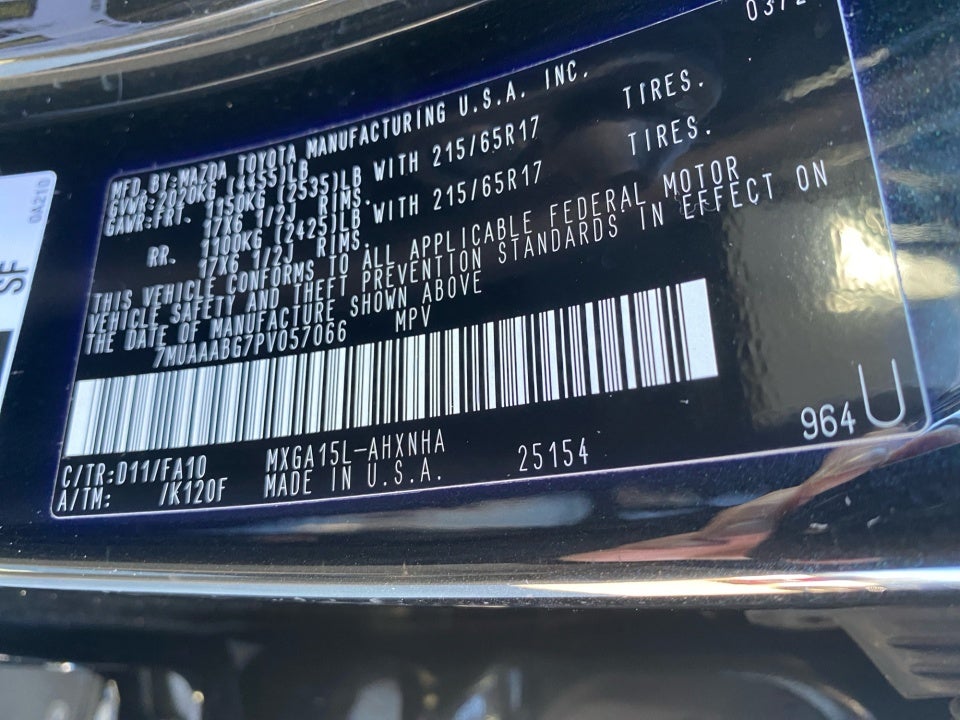 MFD.BY:MAZDA TOYOTA MANUFACTURING U.S.A. INC.
GVWR:2020KG (4455)LB
GAWR:FRT. 1150KG (2535)LB WITH 215/65R17 TIRES.
17X6 1/2J RIMS.
RR. 1100KG (2425)LB WITH 215/65R17 TIRES.
17X6 1/2J RIMS.
THIS VEHICLE CONFORMS TO ALL APPLICABLE FEDERAL MOTOR
VEHICLE SAFETY AND THEFT PREVENTION STANDARDS IN EFFECT ON
THE DATE OF MANUFACTURE SHOWN ABOVE
7MUAAABG7PV057066 MPV
C/TR:D11/FA10 MXGA15L-AHXNHA
A/TM: /K120F MADE IN U.S.A. 25154
964 U
0A210
SF